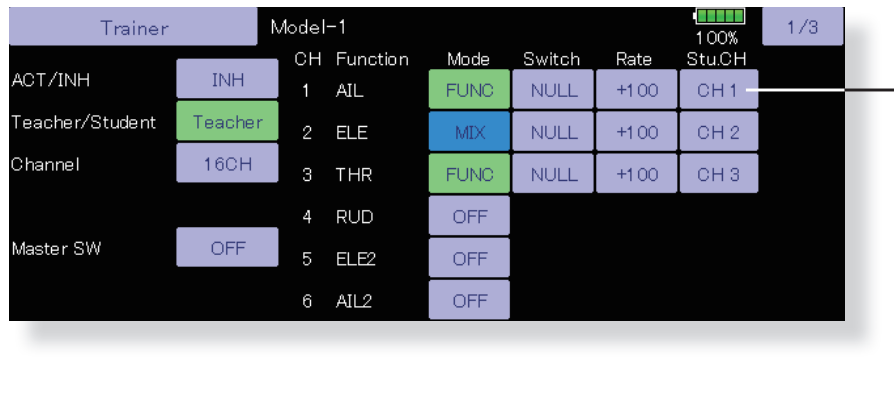 Trainer Model-1 100% 1/3
CH Function Mode Switch Rate Stu.CH
ACT/INH INH 1 AIL FUNC NULL +100 CH 1
Teacher/Student Teacher 2 ELE MIX NULL +100 CH 2
Channel 16CH 3 THR FUNC NULL +100 CH 3
4 RUD OFF
Master SW OFF 5 ELE2 OFF
6 AIL2 OFF